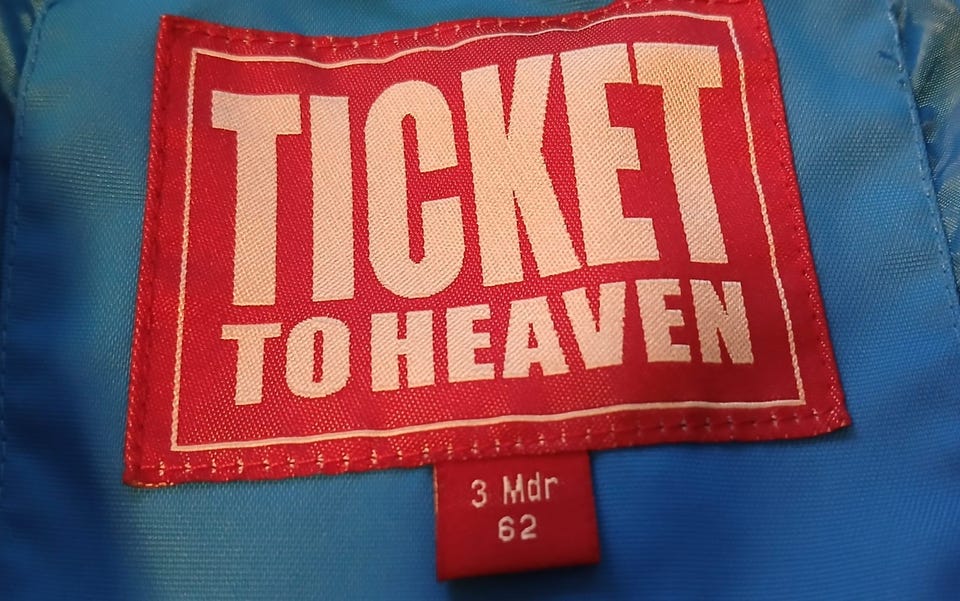 TICKET
TO HEAVEN
3 Mdr
62